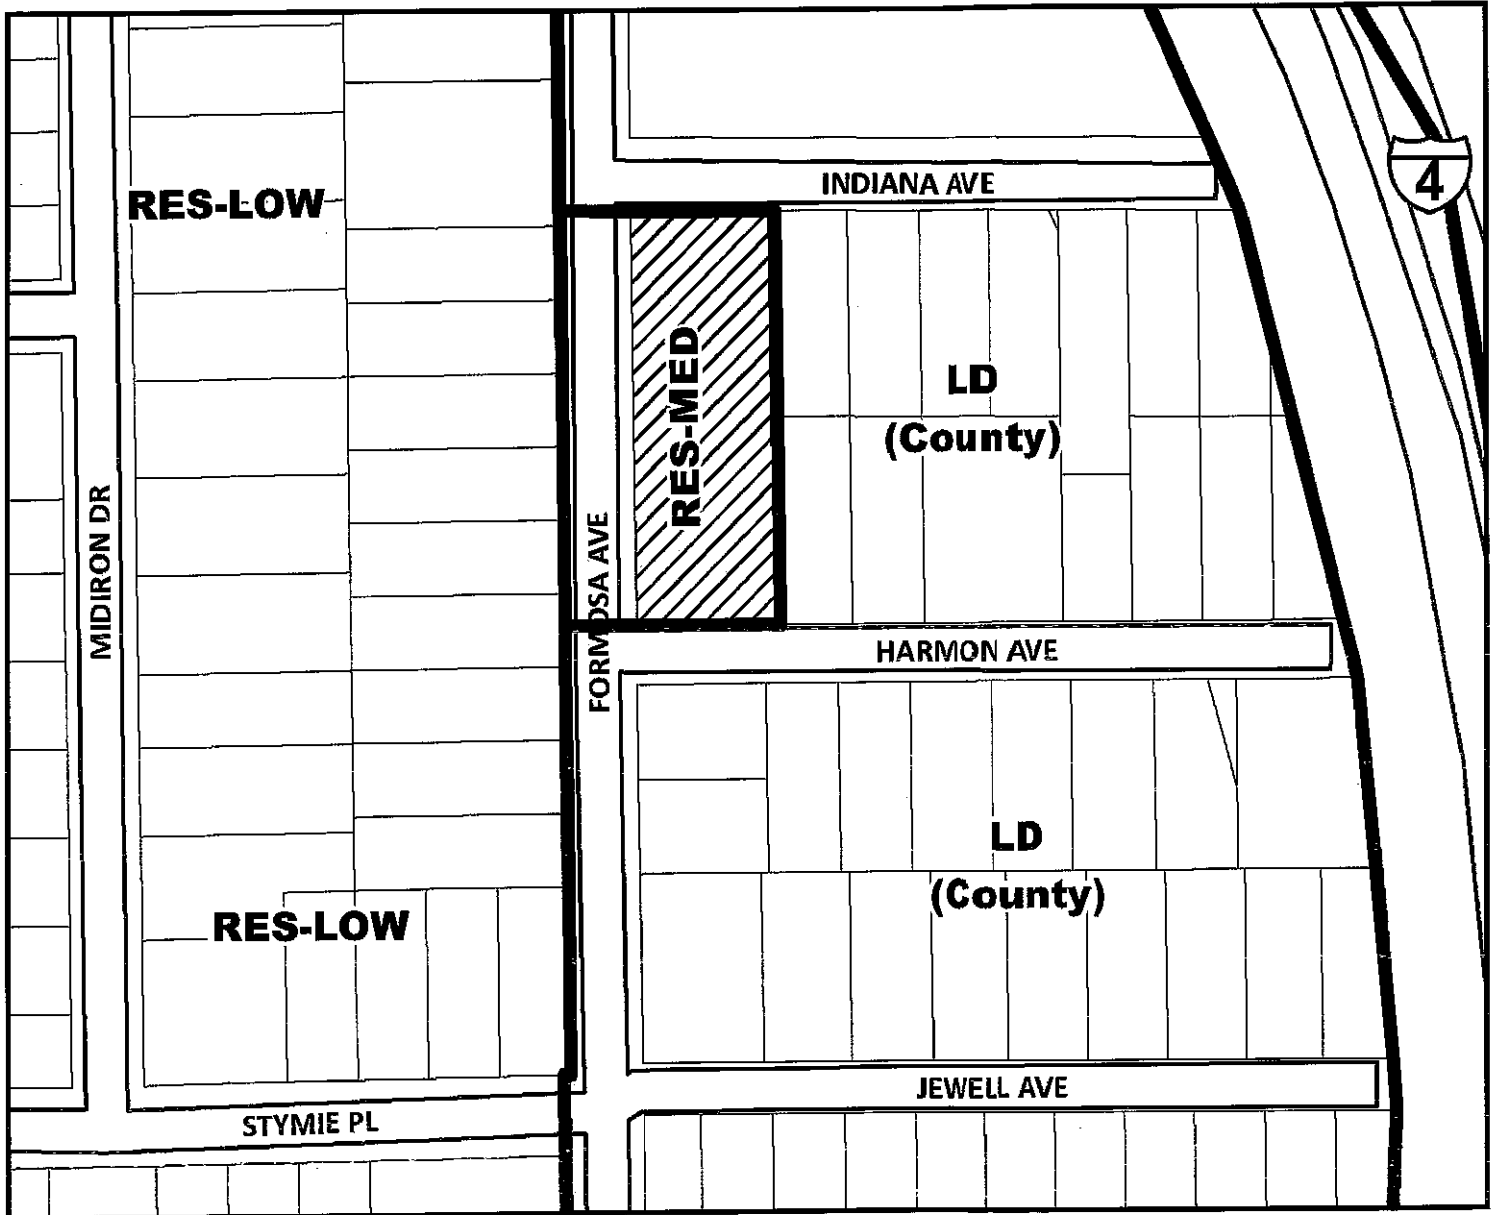 INDIANA AVE
4
RES-LOW
RES-MED
LD
(County)
MIDIRON DR
FORMOSA AVE
HARMON AVE
LD
(County)
RES-LOW
JEWELL AVE
STYMIE PL